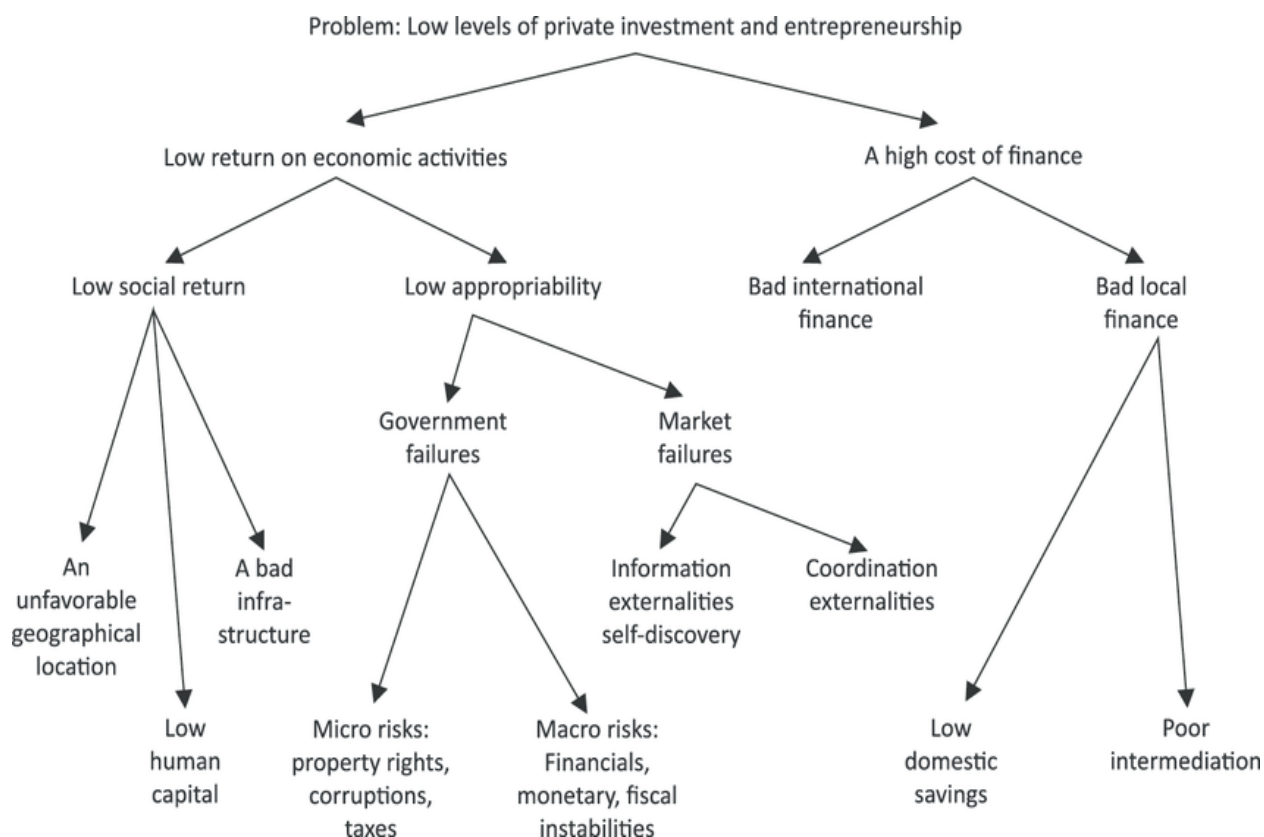 Problem: Low levels of private investment and entrepreneurship
Low return on economic activities
A high cost of finance
Low social return
Low appropriability
Bad international
finance
Bad local
finance
Government
failures
Market
failures
An
unfavorable
geographical
location
A bad
infra-
structure
Information
externalities
self-discovery
Coordination
externalities
Low
human
capital
Micro risks:
property rights,
corruptions,
taxes
Macro risks:
Financials,
monetary, fiscal
instabilities
Low
domestic
savings
Poor
intermediation